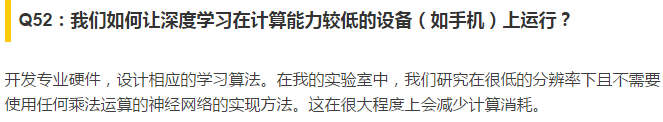 Q52：我们如何让深度学习在计算能力较低的设备（如手机）上运行？
开发专业硬件，设计相应的学习算法。在我的实验室中，我们研究在很低的分辨率下且不需要
使用任何乘法运算的神经网络的实现方法。这在很大程度上会减少计算消耗。